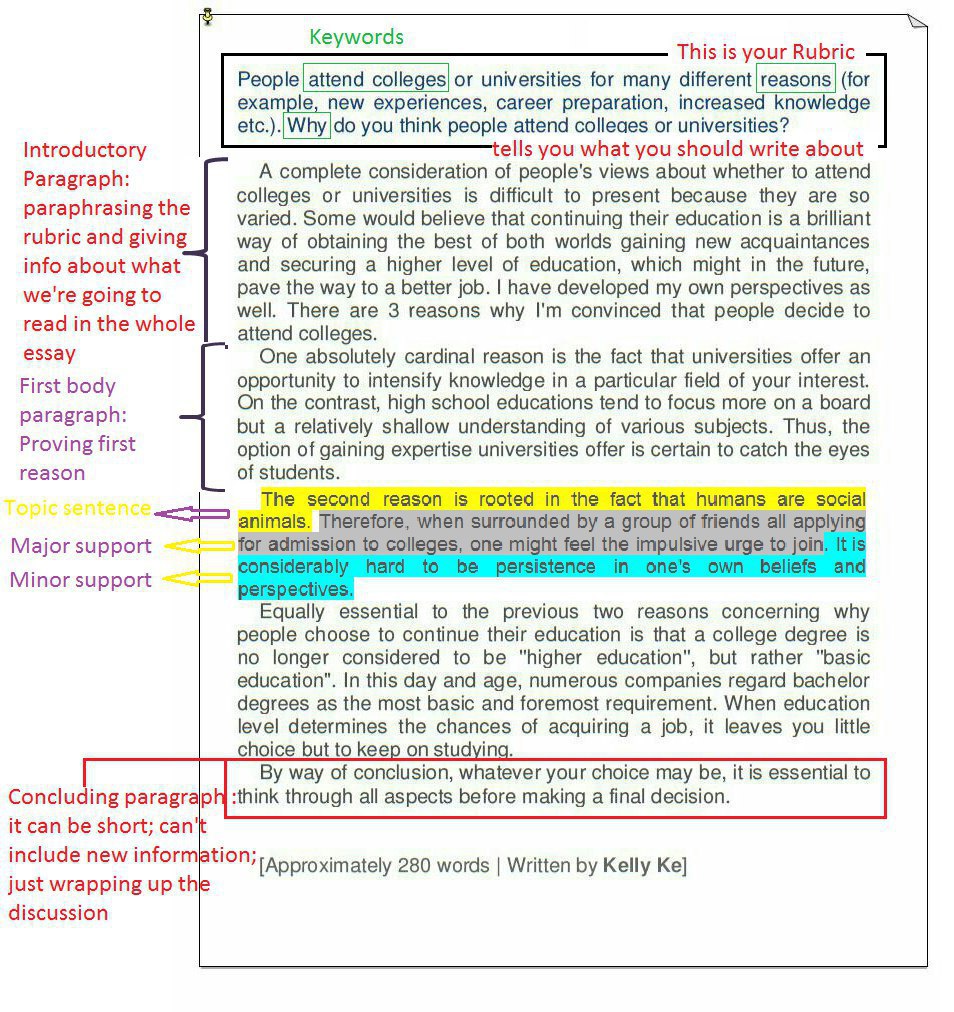 Keywords
This is your Rubric
People attend colleges or universities for many different reasons (for
example, new experiences, career preparation, increased knowledge
etc.). Why do you think people attend colleges or universities?
tells you what you should write about
Introductory
Paragraph:
paraphrasing the
rubric and giving
info about what
we're going to
read in the whole
essay
A complete consideration of people's views about whether to attend
colleges or universities is difficult to present because they are so
varied. Some would believe that continuing their education is a brilliant
way of obtaining the best of both worlds gaining new acquaintances
and securing a higher level of education, which might in the future,
pave the way to a better job. I have developed my own perspectives as
well. There are 3 reasons why I'm convinced that people decide to
attend colleges.
First body
paragraph:
Proving first
reason
One absolutely cardinal reason is the fact that universities offer an
opportunity to intensify knowledge in a particular field of your interest.
On the contrast, high school educations tend to focus more on a board
but a relatively shallow understanding of various subjects. Thus, the
option of gaining expertise universities offer is certain to catch the eyes
of students.
Topic sentence
Major support
Minor support
The second reason is rooted in the fact that humans are social
animals. Therefore, when surrounded by a group of friends all applying
for admission to colleges, one might feel the impulsive urge to join. It is
considerably hard to be persistence in one's own beliefs and
perspectives.
Equally essential to the previous two reasons concerning why
people choose to continue their education is that a college degree is
no longer considered to be "higher education", but rather "basic
education". In this day and age, numerous companies regard bachelor
degrees as the most basic and foremost requirement. When education
level determines the chances of acquiring a job, it leaves you little
choice but to keep on studying.
Concluding paragraph :
it can be short; can't
include new information;
just wrapping up the
discussion
By way of conclusion, whatever your choice may be, it is essential to
think through all aspects before making a final decision.
[Approximately 280 words | Written by Kelly Ke]